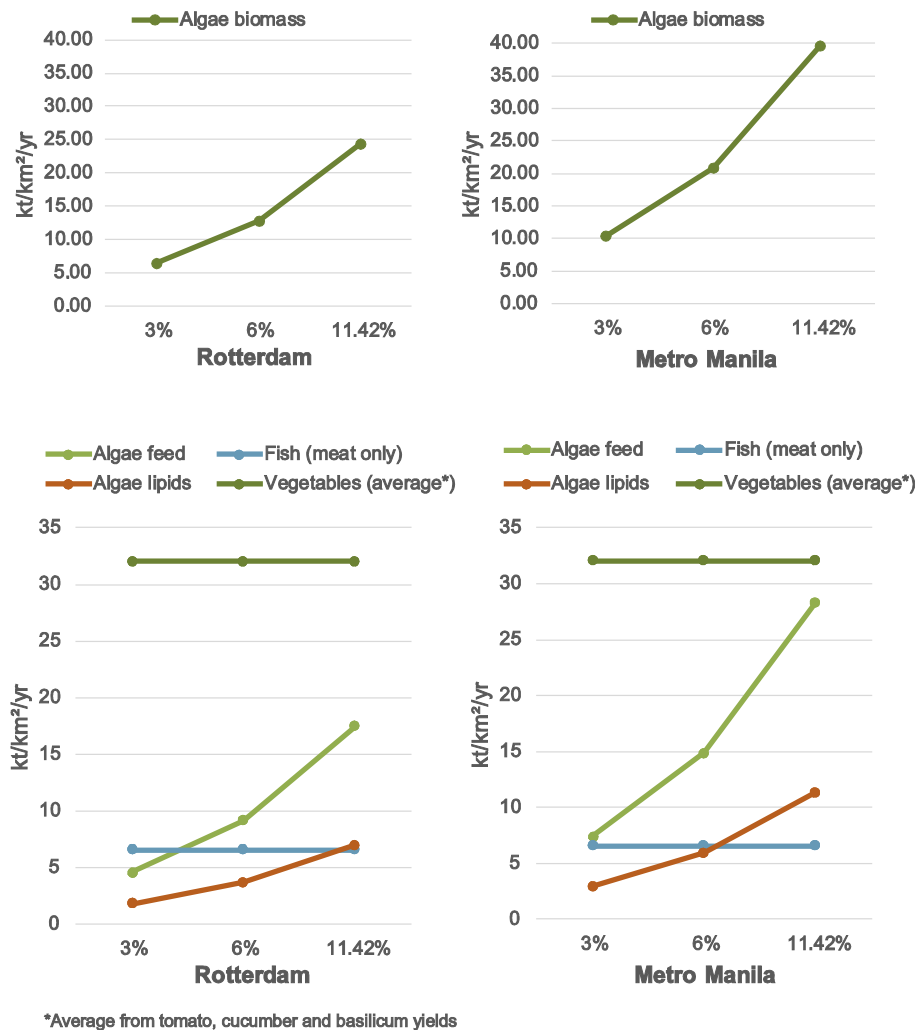 Algae biomass
40.00
35.00
30.00
25.00
20.00
15.00
10.00
5.00
0.00
kt/km²/yr
3% 6% 11.42%
Rotterdam
Algae biomass
40.00
35.00
30.00
25.00
20.00
15.00
10.00
5.00
0.00
kt/km²/yr
3% 6% 11.42%
Metro Manila
Algae feed Fish (meat only)
Algae lipids Vegetables (average*)
35
30
25
20
15
10
5
0
kt/km²/yr
3% 6% 11.42%
Rotterdam
Algae feed Fish (meat only)
Algae lipids Vegetables (average*)
35
30
25
20
15
10
5
0
kt/km²/yr
3% 6% 11.42%
Metro Manila
*Average from tomato, cucumber and basilicum yields